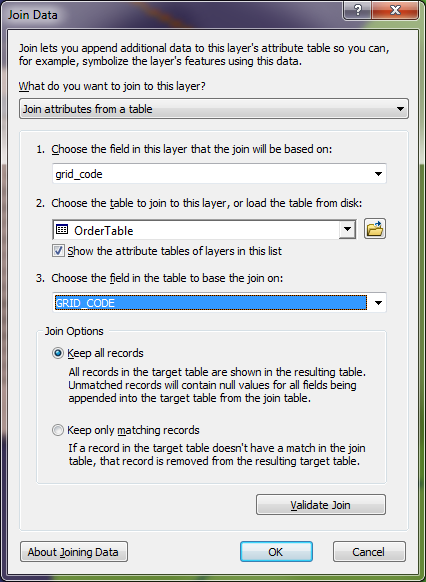 Join Data
Join lets you append additional data to this layer's attribute table so you can,
for example, symbolize the layer's features using this data.
What do you want to join to this layer?
Join attributes from a table
1. Choose the field in this layer that the join will be based on:
grid_code
2. Choose the table to join to this layer, or load the table from disk:
OrderTable
Show the attribute tables of layers in this list
3. Choose the field in the table to base the join on:
GRID_CODE
Join Options
Keep all records
All records in the target table are shown in the resulting table.
Unmatched records will contain null values for all fields being
appended into the target table from the join table.
Keep only matching records
If a record in the target table doesn't have a match in the join
table, that record is removed from the resulting target table.
Validate Join
About Joining Data OK Cancel